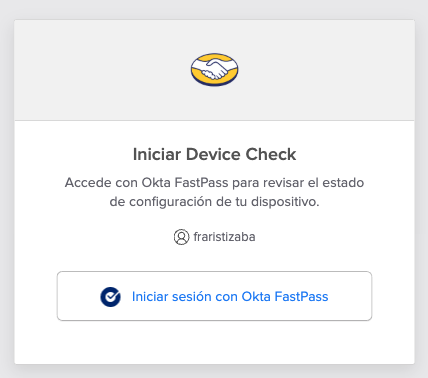 Iniciar Device Check
Accede con Okta FastPass para revisar el estado
de configuración de tu dispositivo.
fraristizaba
Iniciar sesión con Okta FastPass